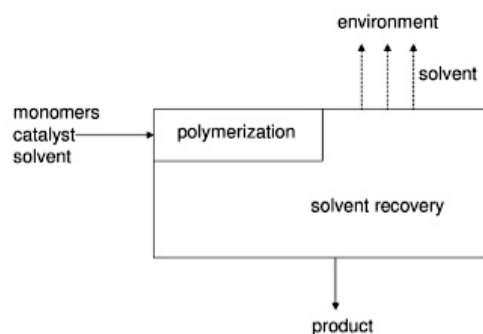 environment
solvent
monomers
catalyst
solvent
polymerization
solvent recovery
product